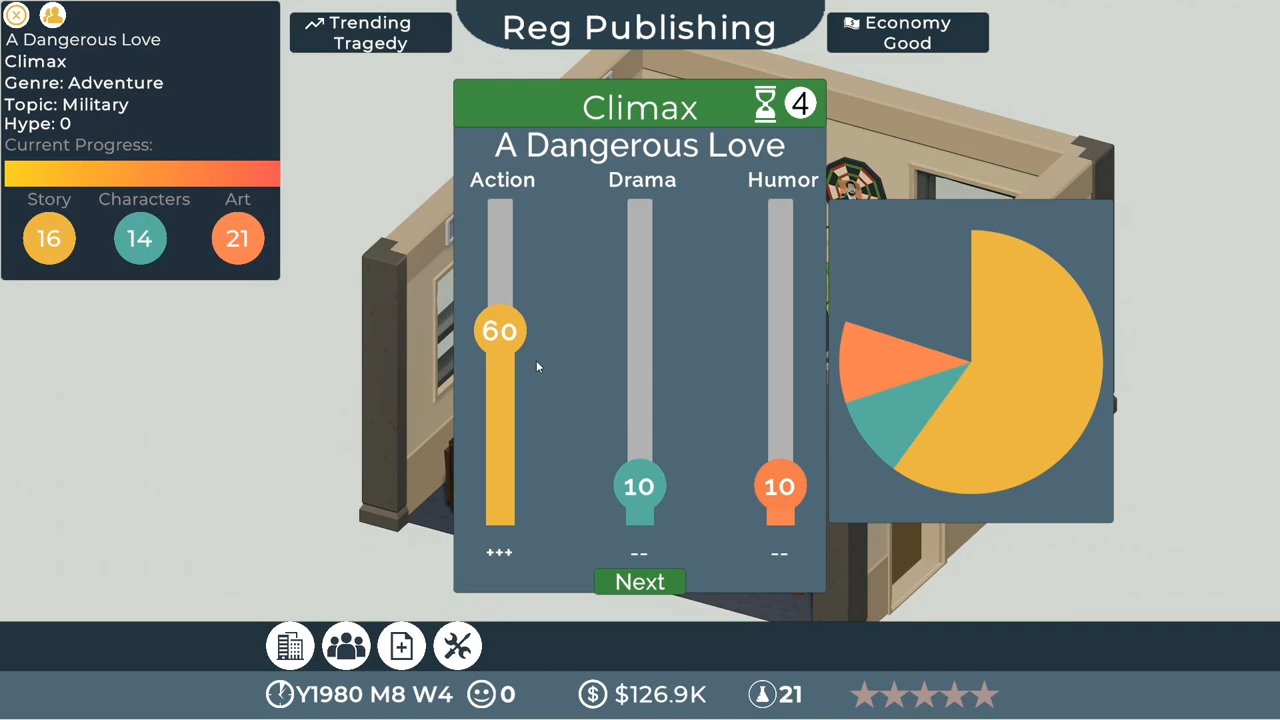 A Dangerous Love
Climax
Genre: Adventure
Topic: Military
Hype: 0
Current Progress:
Story Characters Art
16 14 21
Trending
Tragedy
Reg Publishing
Economy
Good
Climax 4
A Dangerous Love
Action Drama Humor
60
10 10
+++ -- --
Next
Y1980 M8 W4 0 $126.9K 21